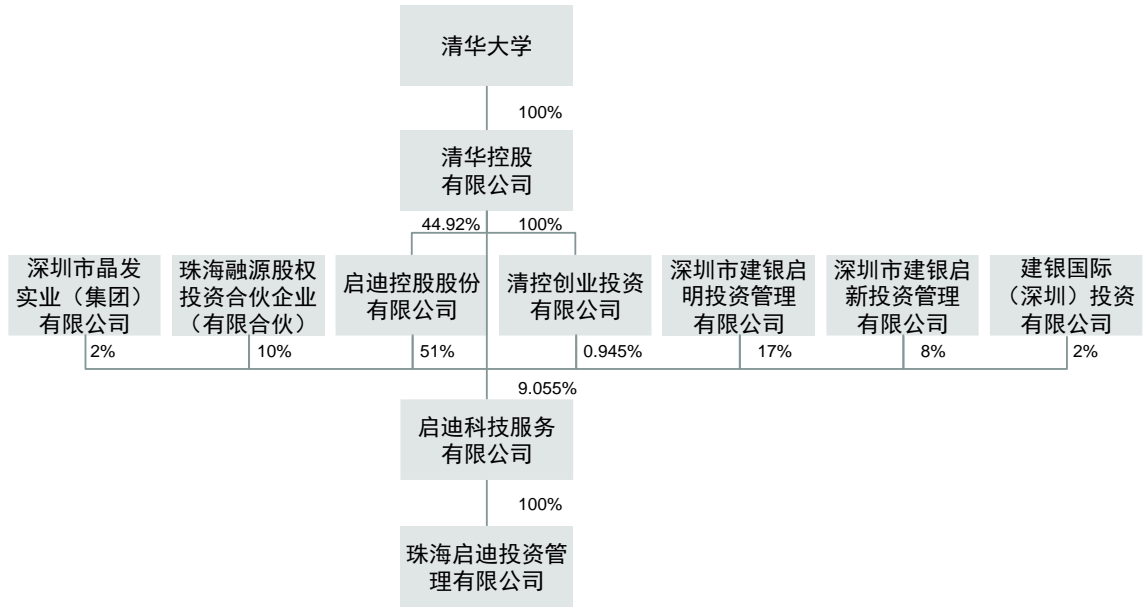 清华大学
100%
清华控股
有限公司
44.92%
100%
深圳市晶发
实业（集团）
有限公司
珠海融源股权
投资合伙企业
（有限合伙）
启迪控股股份
有限公司
清控创业投资
有限公司
深圳市建银启
明投资管理
有限公司
深圳市建银启
新投资管理
有限公司
建银国际
（深圳）投资
有限公司
2%
10%
51%
0.945%
17%
8%
2%
9.055%
启迪科技服务
有限公司
100%
珠海启迪投资管
理有限公司